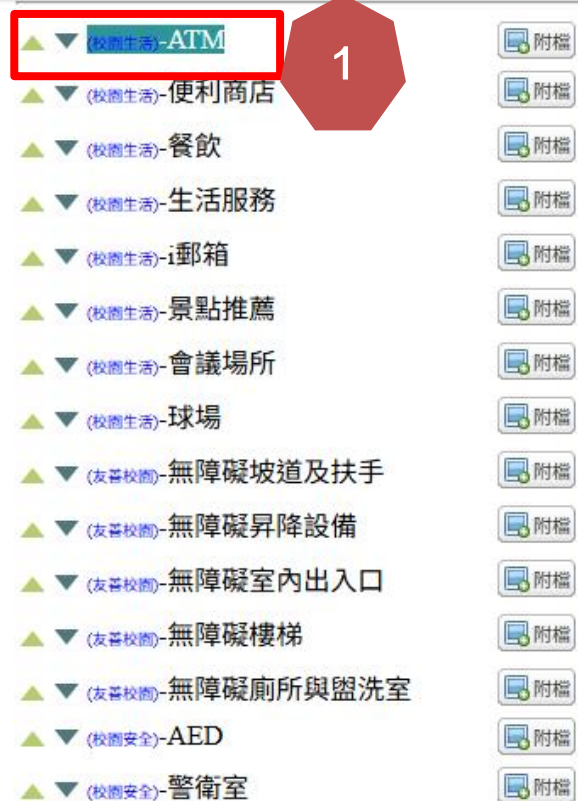 (校園生活)-ATM 附檔
1
(校園生活)-便利商店 附檔
(校園生活)-餐飲 附檔
(校園生活)-生活服務 附檔
(校園生活)-i郵箱 附檔
(校園生活)-景點推薦 附檔
(校園生活)-會議場所 附檔
(校園生活)-球場 附檔
(友善校園)-無障礙坡道及扶手 附檔
(友善校園)-無障礙昇降設備 附檔
(友善校園)-無障礙室內出入口 附檔
(友善校園)-無障礙樓梯 附檔
(友善校園)-無障礙廁所與盥洗室 附檔
(校園安全)-AED 附檔
(校園安全)-警衛室 附檔